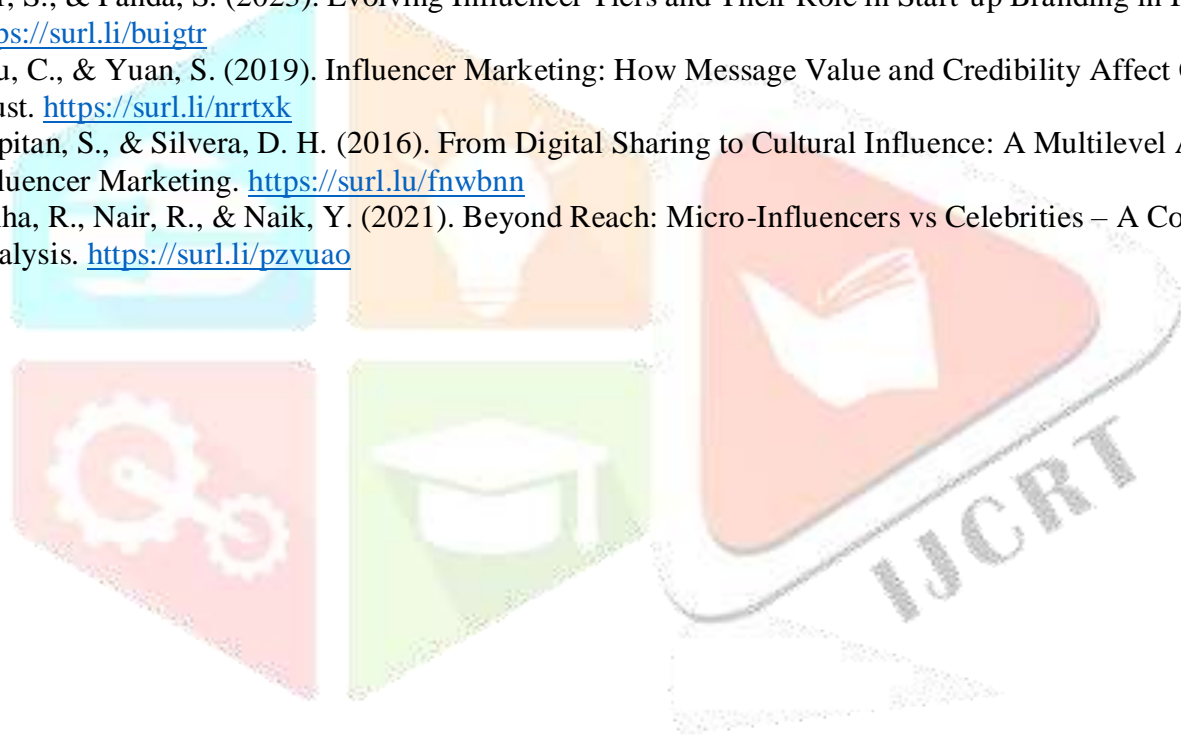 S., & Panda, S. (2023). Evolving Influencer Tiers and Their Role in Start-up Branding in
https://surl.li/buigtr
u, C., & Yuan, S. (2019). Influencer Marketing: How Message Value and Credibility Affect
ust. https://surl.li/nrrtxk
pitan, S., & Silvera, D. H. (2016). From Digital Sharing to Cultural Influence: A Multilevel A
luencer Marketing. https://surl.lu/fnwbnn
ha, R., Nair, R., & Naik, Y. (2021). Beyond Reach: Micro-Influencers vs Celebrities – A Co
alysis. https://surl.li/pzvuao
IJCRT